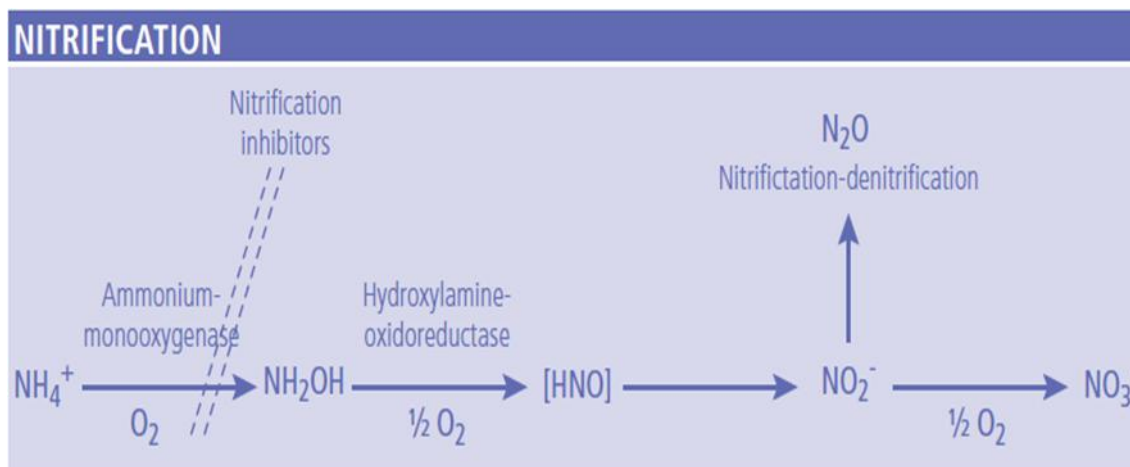 NITRIFICATION
Nitrification
inhibitors
N₂O
Nitrifictation-denitrification
Ammonium-
monooxygenase
Hydroxylamine-
oxidoreductase
NH₄⁺ NH₂OH [HNO] NO₂⁻ NO₃
O₂ ½ O₂ ½ O₂